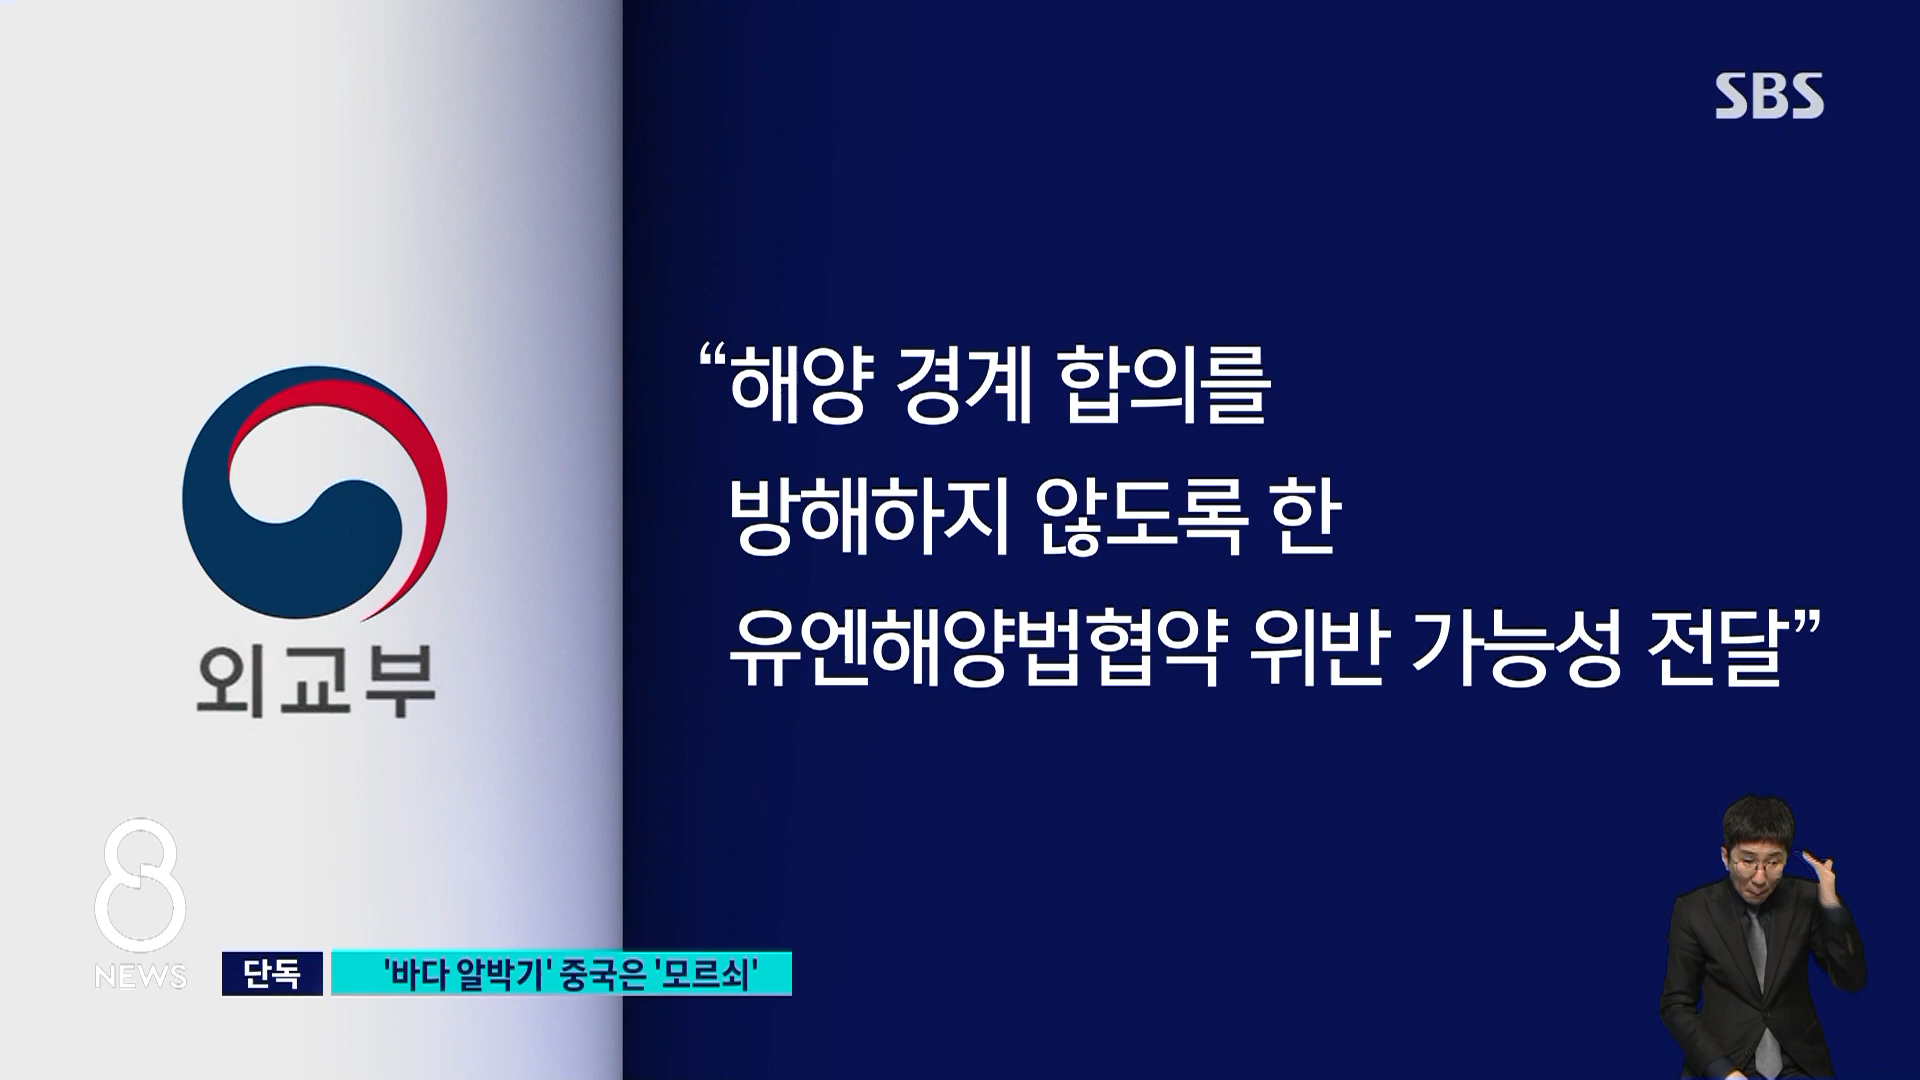 SBS
“해양 경계 합의를
방해하지 않도록 한
유엔해양법협약 위반 가능성 전달”
외교부
8
NEWS
단독 '바다 알박기' 중국은 '모르쇠'